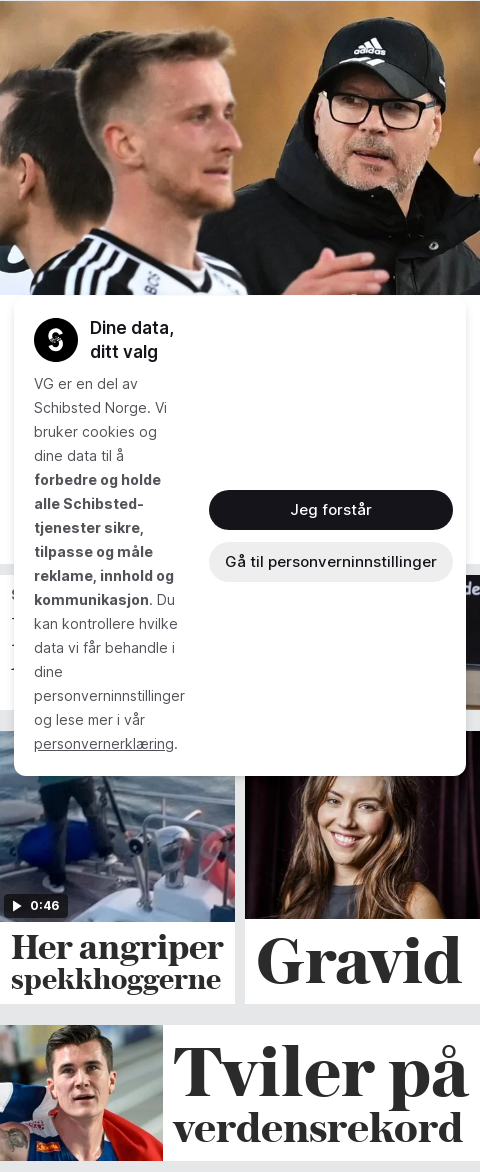 adidas
Dine data,
ditt valg
VG er en del av
Schibsted Norge. Vi
bruker cookies og
dine data til å
forbedre og holde
alle Schibsted-
tjenester sikre,
tilpasse og måle
reklame, innhold og
kommunikasjon. Du
kan kontrollere hvilke
data vi får behandle i
dine
personverninnstillinger
og lese mer i vår
personvernerklæring.
Jeg forstår
Gå til personverninnstillinger
0:46
Her angriper
spekkhoggerne
Gravid
Tviler på
verdensrekord